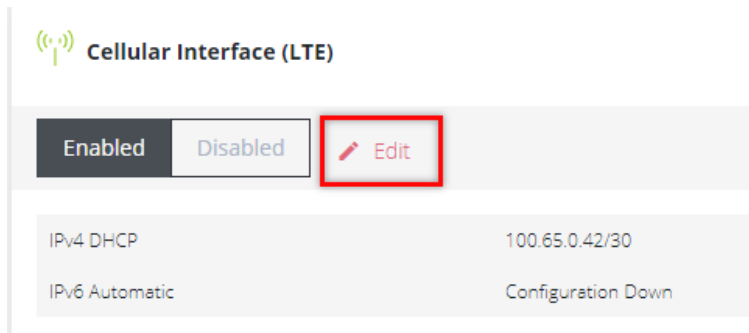 Cellular Interface (LTE)
Enabled Disabled Edit
IPv4 DHCP 100.65.0.42/30
IPv6 Automatic Configuration Down